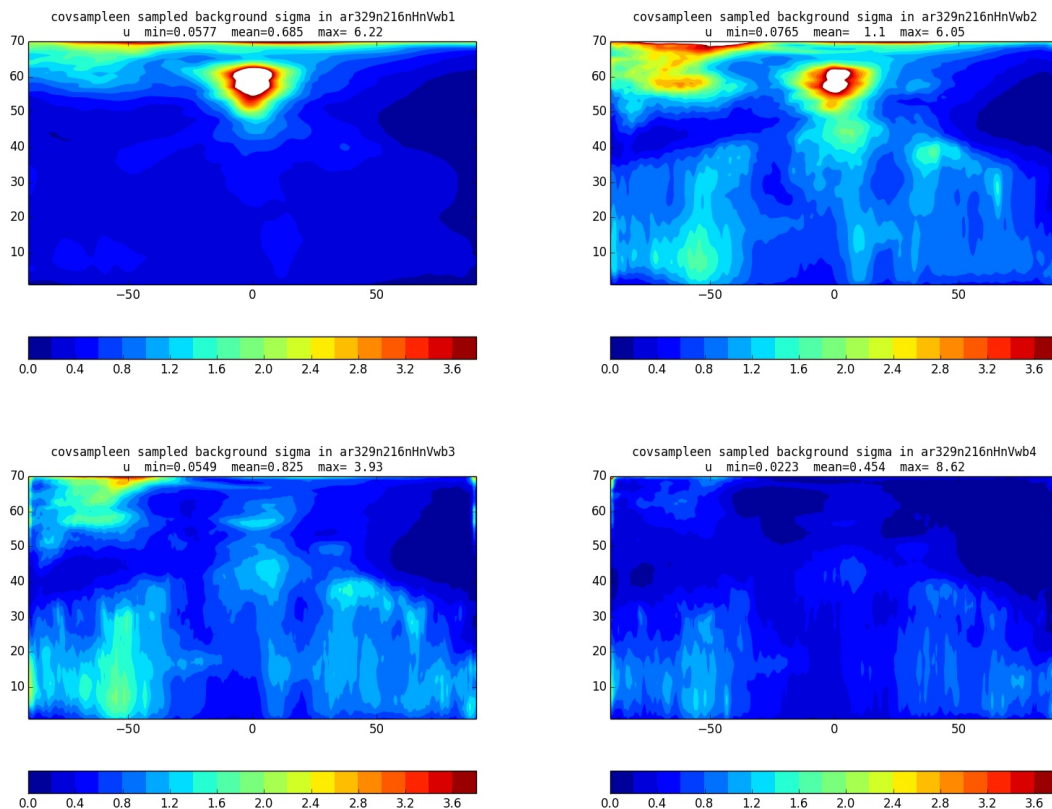 covsampleen sampled background sigma in ar329n216nHnVwb1
u min=0.0577 mean=0.685 max= 6.22
70
60
50
40
30
20
10
−50 0 50
0.0 0.4 0.8 1.2 1.6 2.0 2.4 2.8 3.2 3.6
covsampleen sampled background sigma in ar329n216nHnVwb2
u min=0.0765 mean= 1.1 max= 6.05
70
60
50
40
30
20
10
−50 0 50
0.0 0.4 0.8 1.2 1.6 2.0 2.4 2.8 3.2 3.6
covsampleen sampled background sigma in ar329n216nHnVwb3
u min=0.0549 mean=0.825 max= 3.93
70
60
50
40
30
20
10
−50 0 50
0.0 0.4 0.8 1.2 1.6 2.0 2.4 2.8 3.2 3.6
covsampleen sampled background sigma in ar329n216nHnVwb4
u min=0.0223 mean=0.454 max= 8.62
70
60
50
40
30
20
10
−50 0 50
0.0 0.4 0.8 1.2 1.6 2.0 2.4 2.8 3.2 3.6